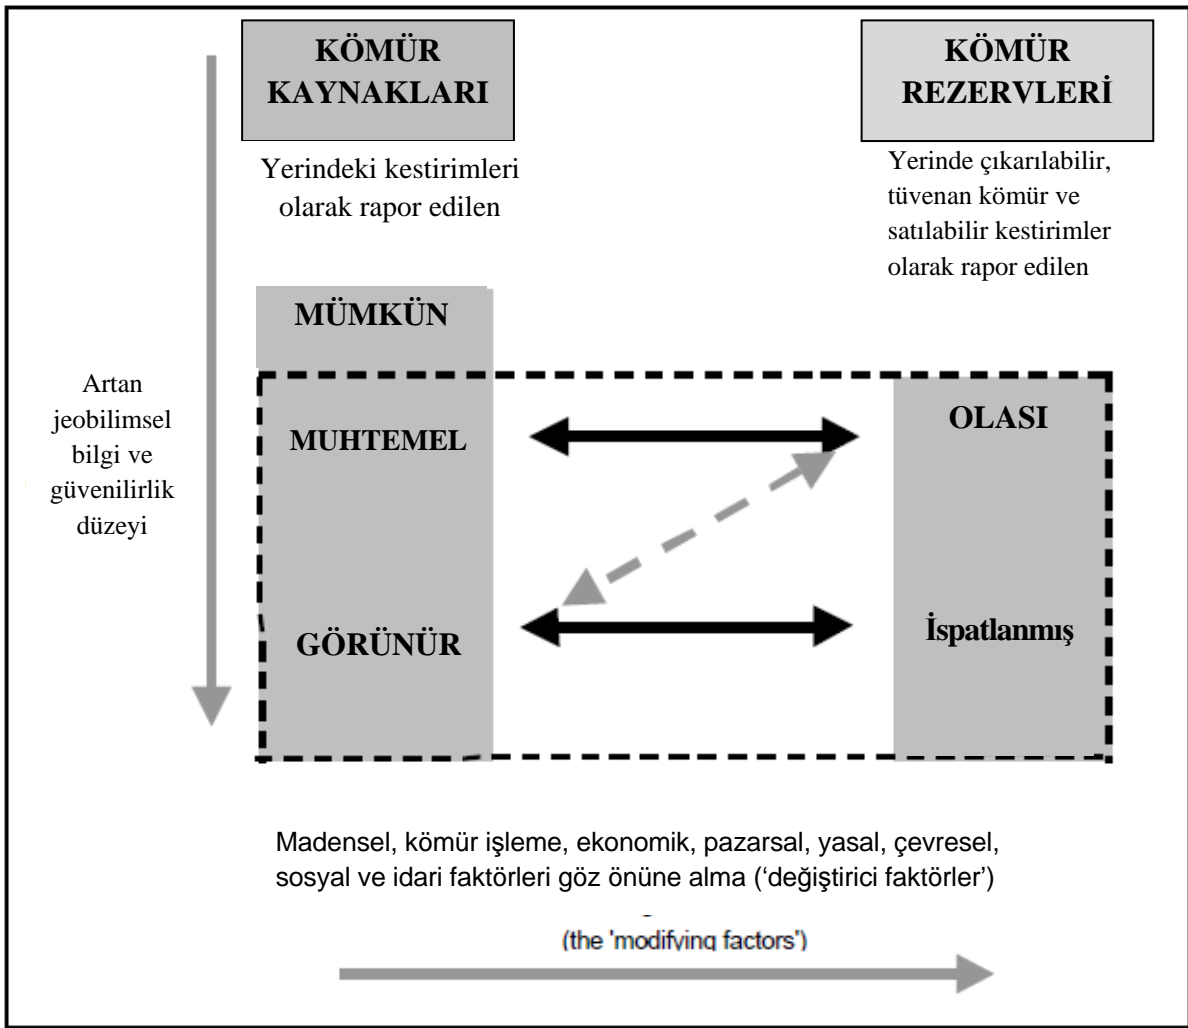 KÖMÜR
KAYNAKLARI
KÖMÜR
REZERVLERİ
Yerindeki kestirimleri
olarak rapor edilen
Yerinde çıkarılabilir,
tüvenan kömür ve
satılabilir kestirimler
olarak rapor edilen
MÜMKÜN
Artan
jeobilimsel
bilgi ve
güvenilirlik
düzeyi
MUHTEMEL
OLASI
GÖRÜNÜR
İspatlanmış
Madensel, kömür işleme, ekonomik, pazarsal, yasal, çevresel,
sosyal ve idari faktörleri göz önüne alma (‘değiştirici faktörler’)
(the 'modifying factors')